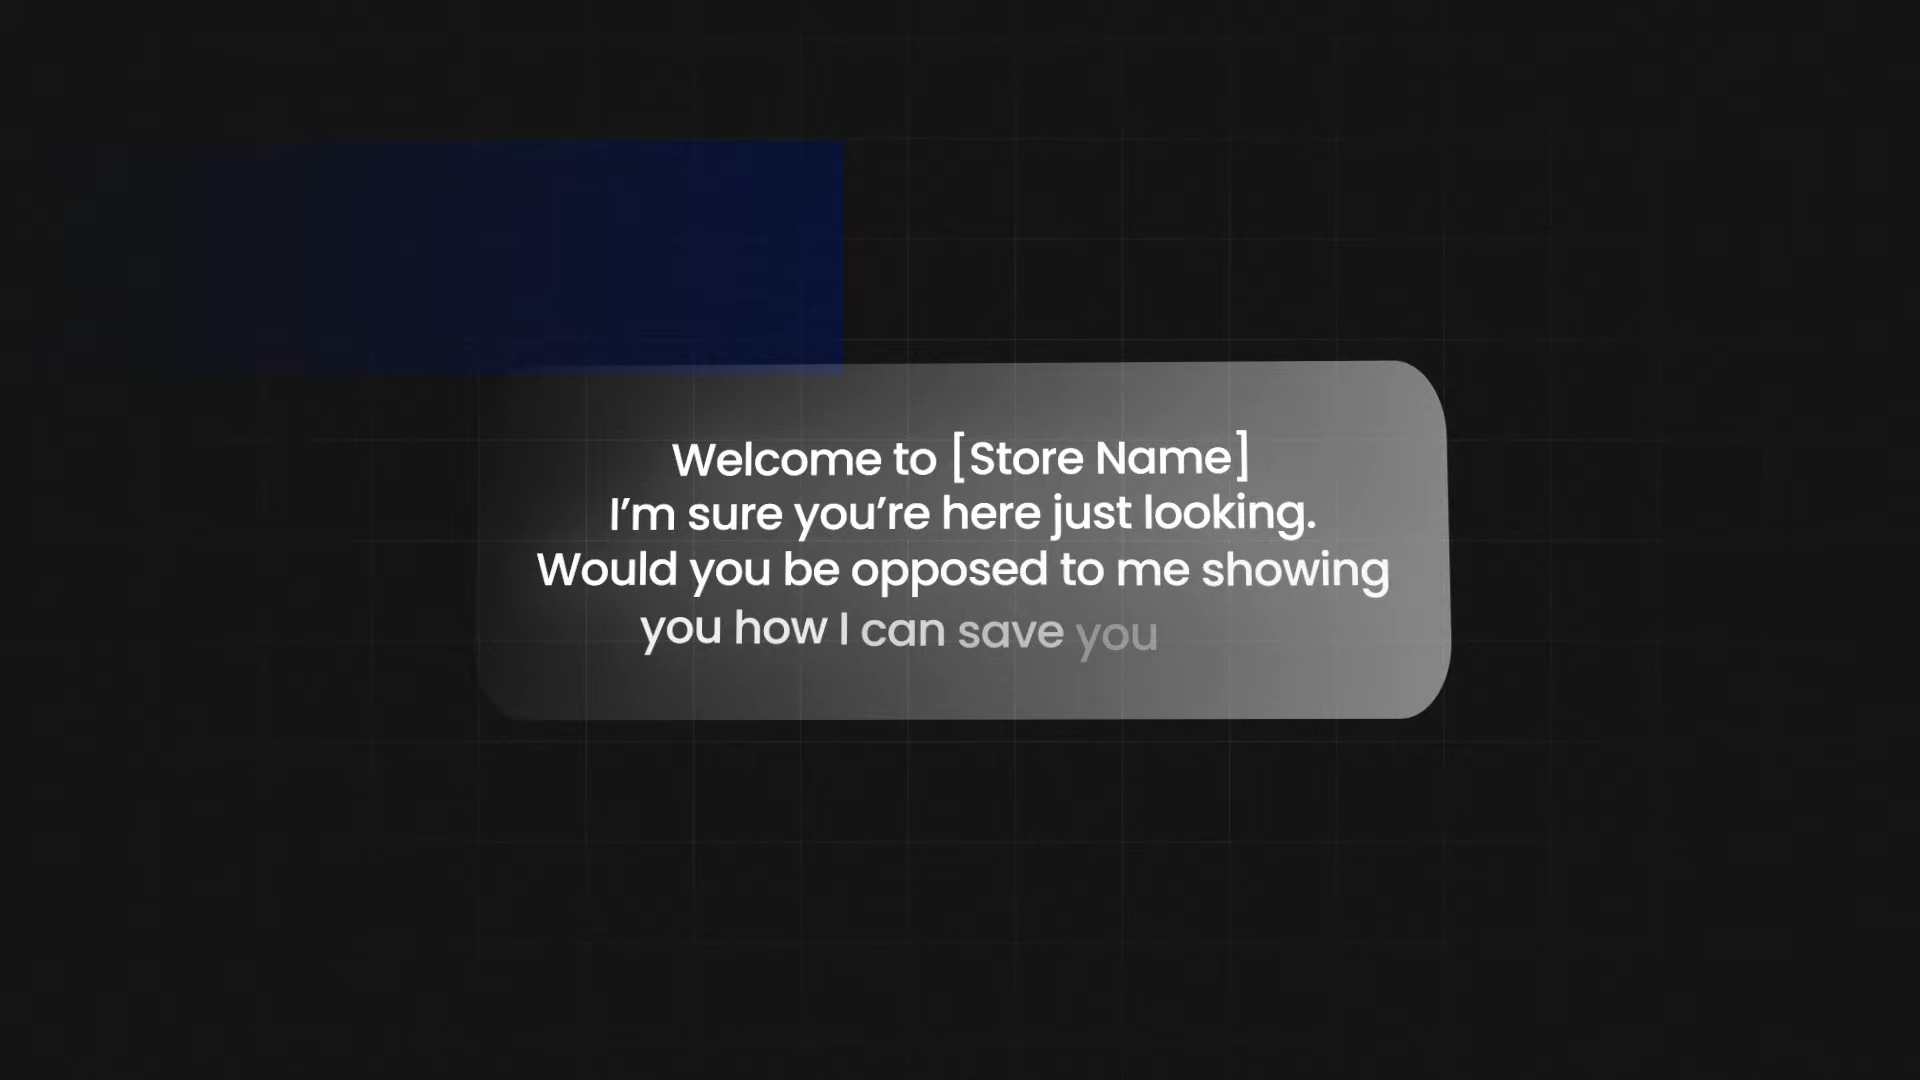 Welcome to [Store Name]
I’m sure you’re here just looking.
Would you be opposed to me showing
you how I can save you